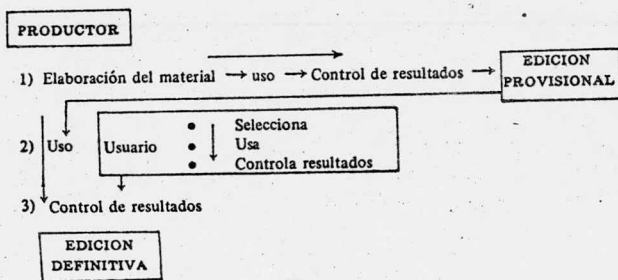 PRODUCTOR
1) Elaboración del material → uso → Control de resultados →
EDICION
PROVISIONAL
2) Uso
Usuario
• Selecciona
• Usa
• Controla resultados
3) Control de resultados
EDICION
DEFINITIVA